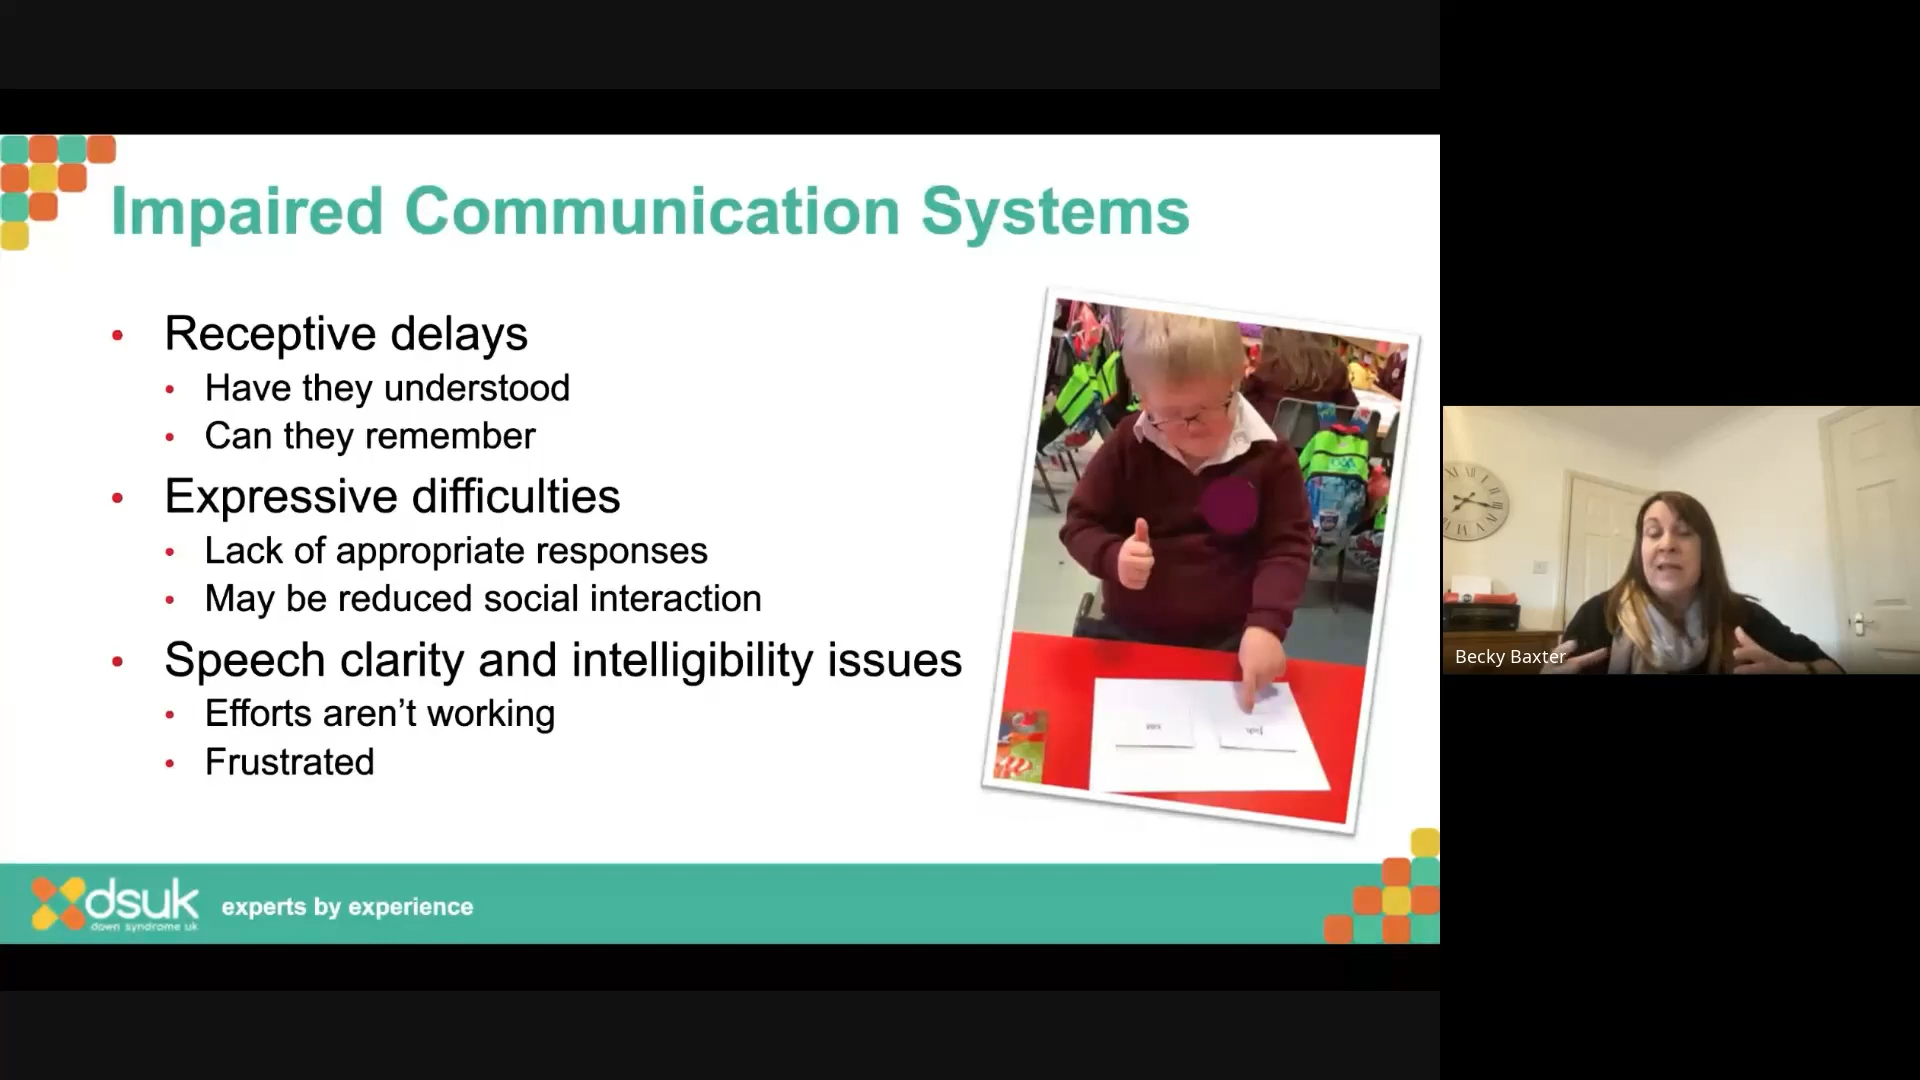 Impaired Communication Systems
• Receptive delays
• Have they understood
• Can they remember
• Expressive difficulties
• Lack of appropriate responses
• May be reduced social interaction
• Speech clarity and intelligibility issues
• Efforts aren’t working
• Frustrated
dsuk
down syndrome uk
experts by experience
Becky Baxter